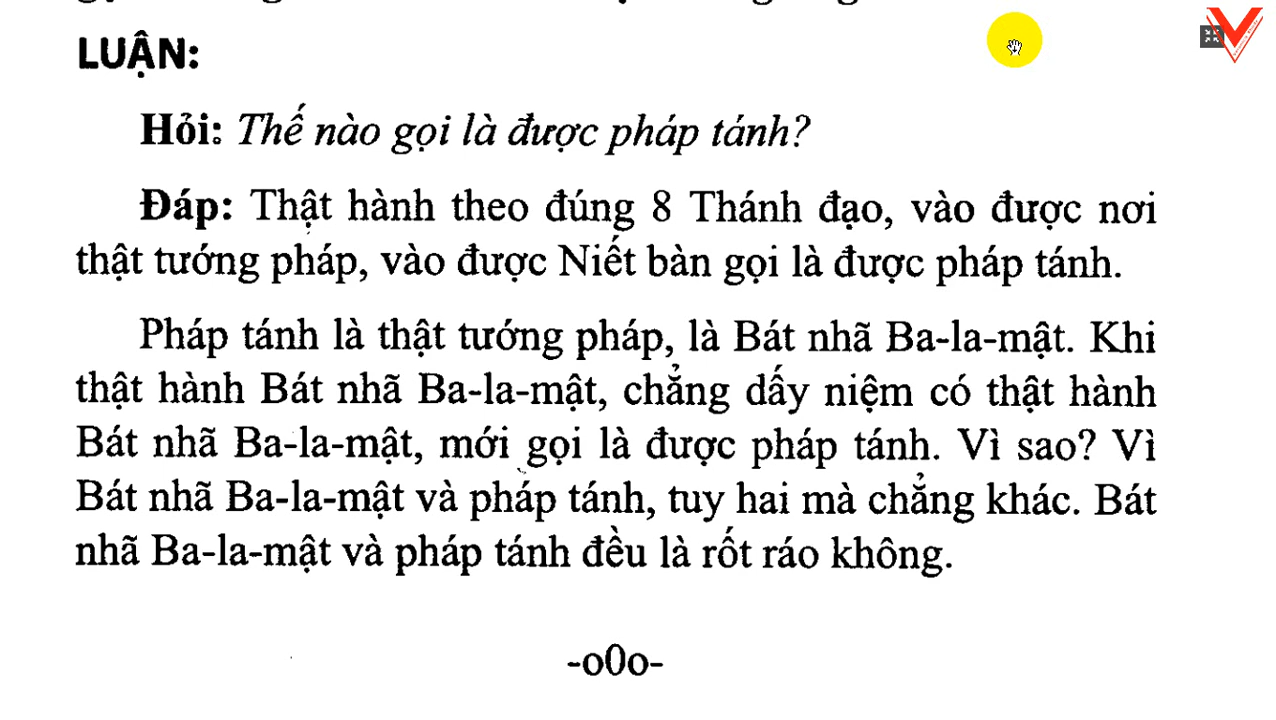 LUẬN:
Hỏi: Thế nào gọi là được pháp tánh?
Đáp: Thật hành theo đúng 8 Thánh đạo, vào được nơi
thật tướng pháp, vào được Niết bàn gọi là được pháp tánh.
Pháp tánh là thật tướng pháp, là Bát nhã Ba-la-mật. Khi
thật hành Bát nhã Ba-la-mật, chẳng dấy niệm có thật hành
Bát nhã Ba-la-mật, mới gọi là được pháp tánh. Vì sao? Vì
Bát nhã Ba-la-mật và pháp tánh, tuy hai mà chẳng khác. Bát
nhã Ba-la-mật và pháp tánh đều là rốt ráo không.
-o0o-